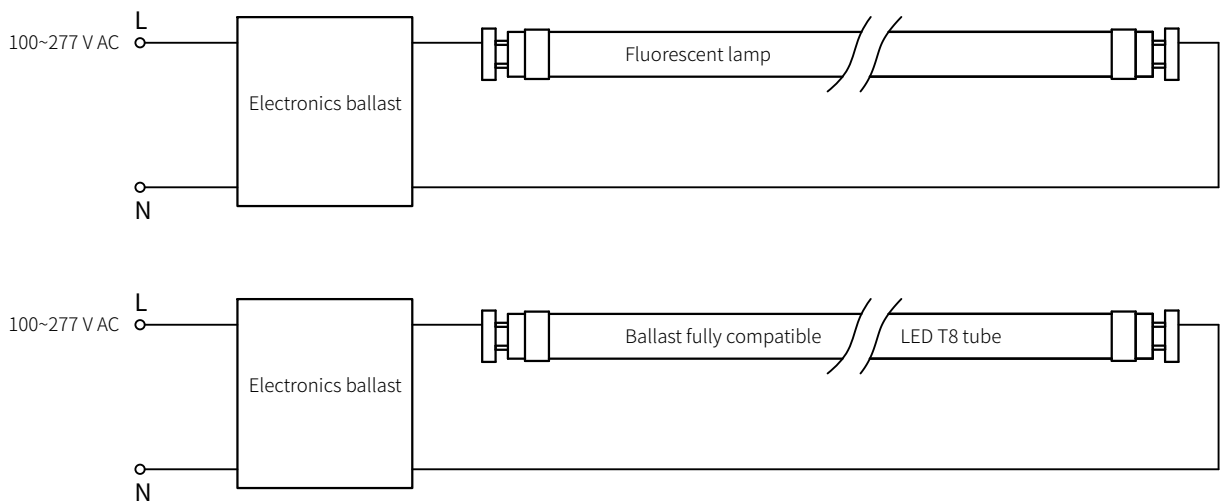 L
100~277 V AC
Fluorescent lamp
Electronics ballast
N
L
100~277 V AC
Ballast fully compatible LED T8 tube
Electronics ballast
N